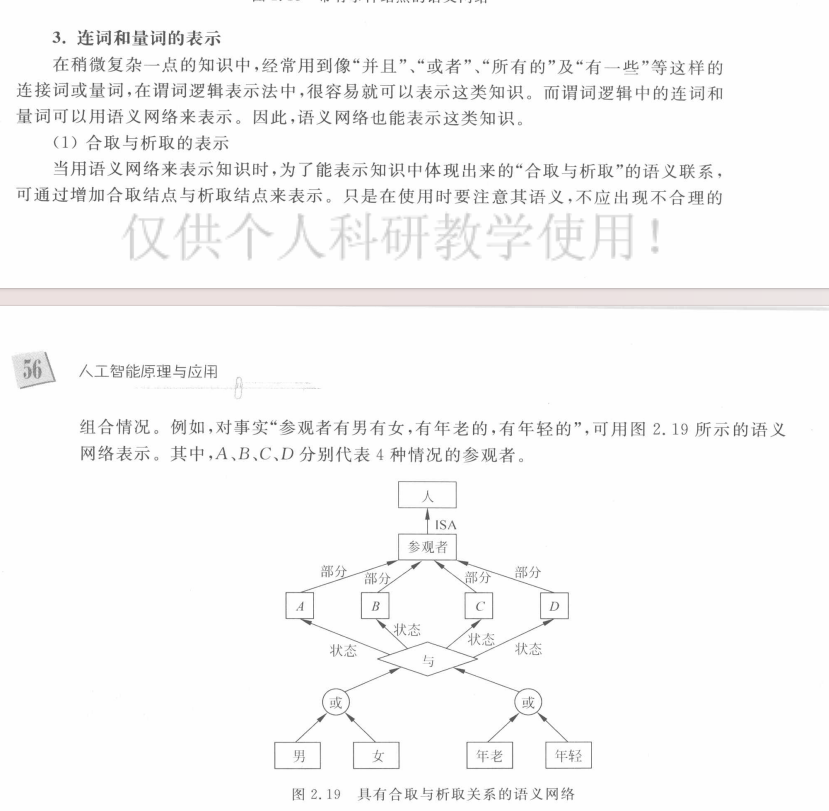 3. 连词和量词的表示
在稍微复杂一点的知识中,经常用到像“并且”、“或者”、“所有的”及“有一些”等这样的
连接词或量词,在谓词逻辑表示法中,很容易就可以表示这类知识。而谓词逻辑中的连词和
量词可以用语义网络来表示。因此,语义网络也能表示这类知识。
(1) 合取与析取的表示
当用语义网络来表示知识时,为了能表示知识中体现出来的“合取与析取”的语义联系,
可通过增加合取结点与析取结点来表示。只是在使用时要注意其语义,不应出现不合理的
仅供个人科研教学使用!
56 人工智能原理与应用
组合情况。例如,对事实“参观者有男有女,有年老的,有年轻的”,可用图 2.19 所示的语义
网络表示。其中,A、B、C、D 分别代表 4 种情况的参观者。
人
ISA
参观者
部分 部分 部分 部分
A B C D
状态 状态 状态 状态
与
或 或
男 女 年老 年轻
图 2.19 具有合取与析取关系的语义网络